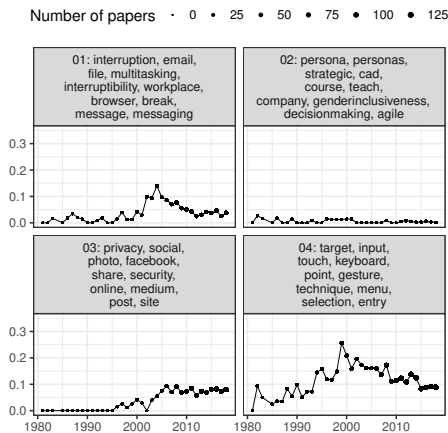 Number of papers 0 25 50 75 100 125
01: interruption, email,
file, multitasking,
interruptibility, workplace,
browser, break,
message, messaging
02: persona, personas,
strategic, cad,
course, teach,
company, genderinclusiveness,
decisionmaking, agile
0.3
0.2
0.1
0.0
03: privacy, social,
photo, facebook,
share, security,
online, medium,
post, site
04: target, input,
touch, keyboard,
point, gesture,
technique, menu,
selection, entry
0.3
0.2
0.1
0.0
1980 1990 2000 2010 1980 1990 2000 2010